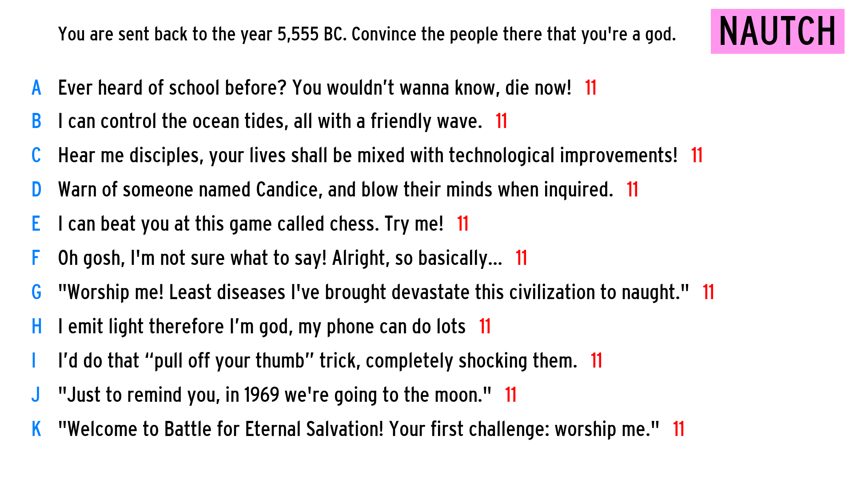 You are sent back to the year 5,555 BC. Convince the people there that you're a god.
NAUTCH
A Ever heard of school before? You wouldn’t wanna know, die now! 11
B I can control the ocean tides, all with a friendly wave. 11
C Hear me disciples, your lives shall be mixed with technological improvements! 11
D Warn of someone named Candice, and blow their minds when inquired. 11
E I can beat you at this game called chess. Try me! 11
F Oh gosh, I'm not sure what to say! Alright, so basically... 11
G "Worship me! Least diseases I've brought devastate this civilization to naught." 11
H I emit light therefore I’m god, my phone can do lots 11
I I’d do that “pull off your thumb” trick, completely shocking them. 11
J "Just to remind you, in 1969 we're going to the moon." 11
K "Welcome to Battle for Eternal Salvation! Your first challenge: worship me." 11